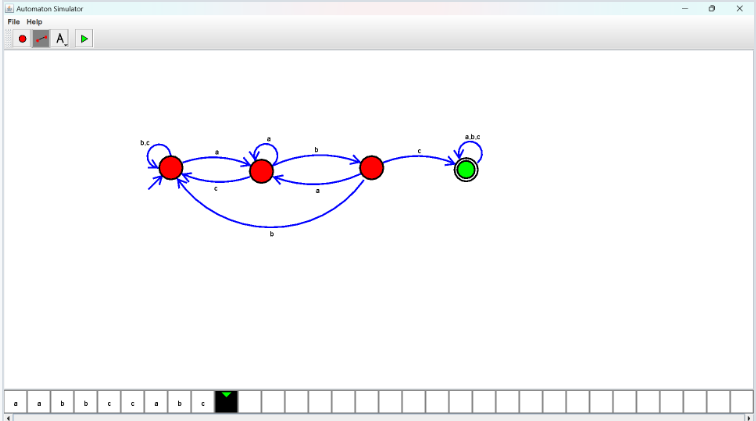 Automaton Simulator
File Help
A
a,b,c
b,c a a b c
c a
b
a a b b c c a b c